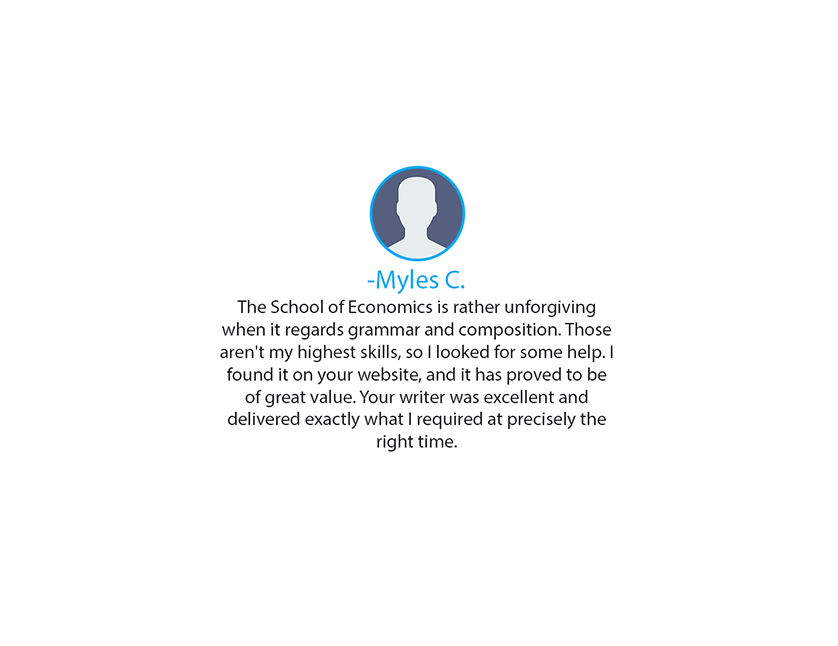 -Myles C.
The School of Economics is rather unforgiving
when it regards grammar and composition. Those
aren't my highest skills, so I looked for some help. I
found it on your website, and it has proved to be
of great value. Your writer was excellent and
delivered exactly what I required at precisely the
right time.